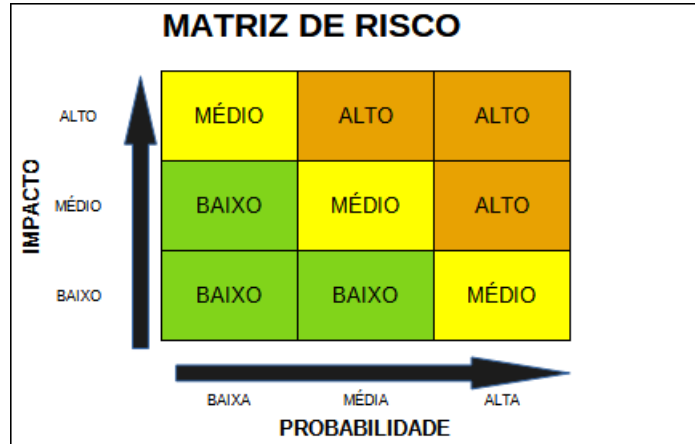 MATRIZ DE RISCO
ALTO MÉDIO ALTO ALTO
IMPACTO
MÉDIO BAIXO MÉDIO ALTO
BAIXO BAIXO BAIXO MÉDIO
BAIXA MÉDIA ALTA
PROBABILIDADE